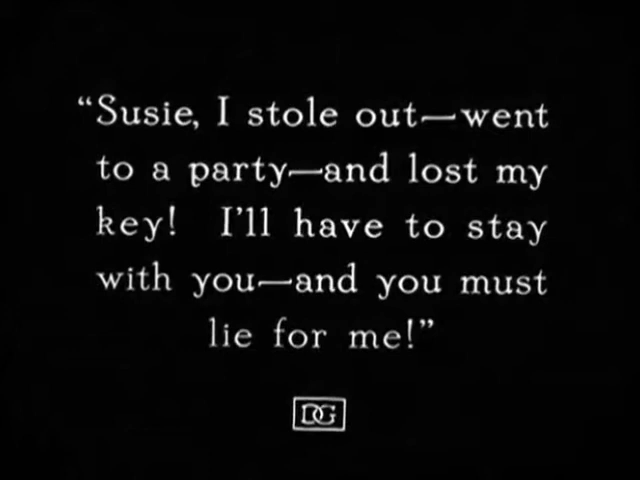 “Susie, I stole out—went
to a party—and lost my
key! I'll have to stay
with you—and you must
lie for me!”
DG